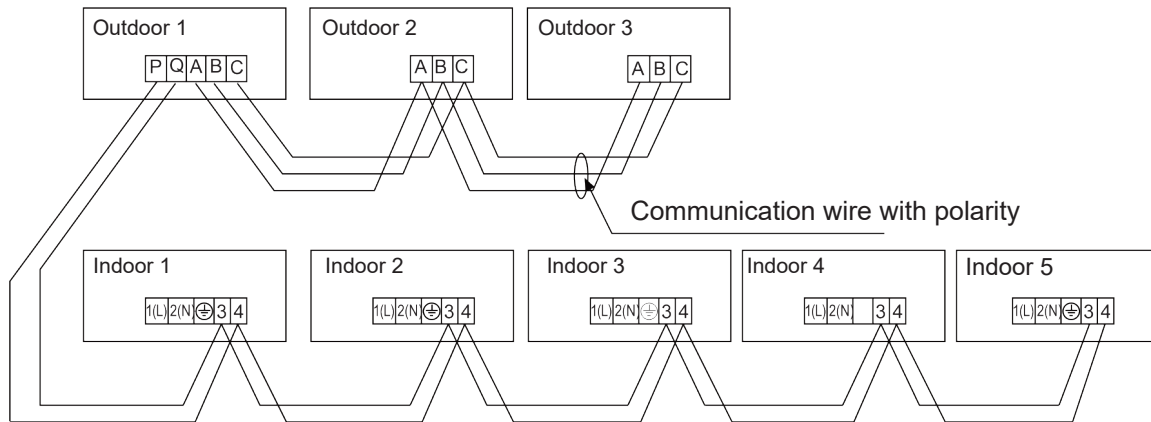 Outdoor 1 Outdoor 2 Outdoor 3
P Q A B C A B C A B C
Communication wire with polarity
Indoor 1 Indoor 2 Indoor 3 Indoor 4 Indoor 5
1(L) 2(N) 3 4 1(L) 2(N) 3 4 1(L) 2(N) 3 4 1(L) 2(N) 3 4 1(L) 2(N) 3 4